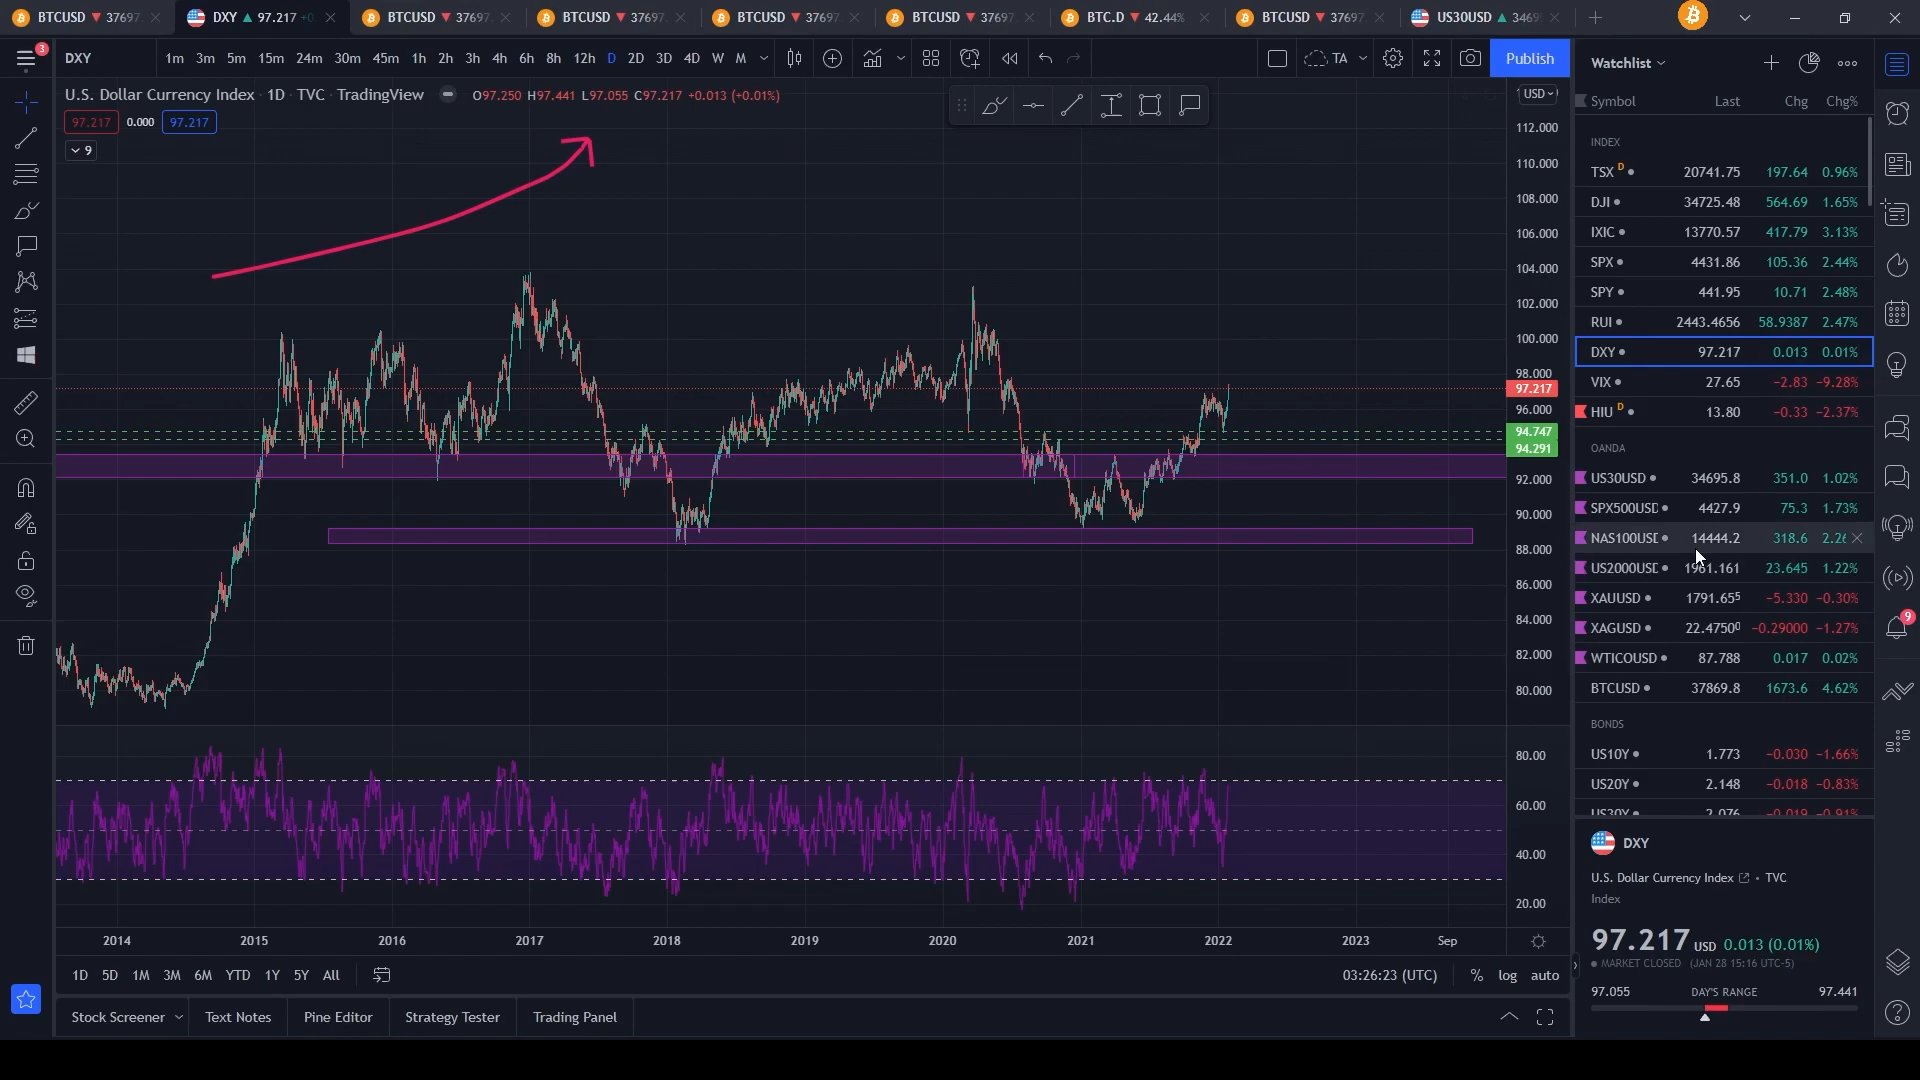 BTCUSD ▼ 37697 DXY ▲ 97.217 BTCUSD ▼ 37697 BTCUSD ▼ 37697 BTCUSD ▼ 37697 BTCUSD ▼ 37697 BTC.D ▼ 42.44% BTCUSD ▼ 37697 US30USD ▲ 3469
3 DXY 1m 3m 5m 15m 24m 30m 45m 1h 2h 3h 4h 6h 8h 12h D 2D 3D 4D W M TA Publish
U.S. Dollar Currency Index · 1D · TVC · TradingView O97.250 H97.441 L97.055 C97.217 +0.013 (+0.01%)
97.217 0.000 97.217
9
USD
112.000
110.000
108.000
106.000
104.000
102.000
100.000
98.000
97.217
96.000
94.747
94.291
92.000
90.000
88.000
86.000
84.000
82.000
80.000
80.00
60.00
40.00
20.00
2014 2015 2016 2017 2018 2019 2020 2021 2022 2023 Sep
1D 5D 1M 3M 6M YTD 1Y 5Y All 03:26:23 (UTC) % log auto
Stock Screener Text Notes Pine Editor Strategy Tester Trading Panel
Watchlist
Symbol Last Chg Chg%
INDEX
TSX D 20741.75 197.64 0.96%
DJI 34725.48 564.69 1.65%
IXIC 13770.57 417.79 3.13%
SPX 4431.86 105.36 2.44%
SPY 441.95 10.71 2.48%
RUI 2443.4656 58.9387 2.47%
DXY 97.217 0.013 0.01%
VIX 27.65 −2.83 −9.28%
HIU D 13.80 −0.33 −2.37%
OANDA
US30USD 34695.8 351.0 1.02%
SPX500USD 4427.9 75.3 1.73%
NAS100USD 14444.2 318.6 2.26
US2000USD 1961.161 23.645 1.22%
XAUUSD 1791.655 −5.330 −0.30%
XAGUSD 22.4750 −0.29000 −1.27%
WTICOUSD 87.788 0.017 0.02%
BTCUSD 37869.8 1673.6 4.62%
BONDS
US10Y 1.773 −0.030 −1.66%
US20Y 2.148 −0.018 −0.83%
US30Y 2.076 −0.019 −0.91%
DXY
U.S. Dollar Currency Index • TVC
Index
97.217 USD 0.013 (0.01%)
MARKET CLOSED (JAN 28 15:16 UTC-5)
97.055 DAY'S RANGE 97.441
9